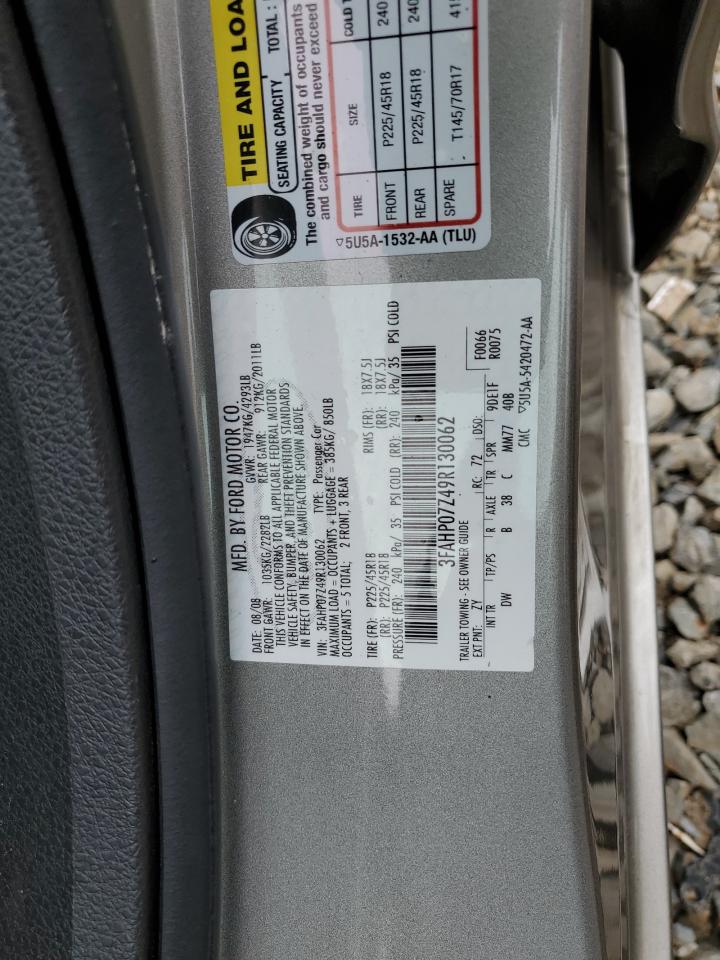 TIRE AND LOA
SEATING CAPACITY TOTAL :
The combined weight of occupants
and cargo should never exceed
TIRE SIZE COLD T
FRONT P225/45R18 240
REAR P225/45R18 240
SPARE T145/70R17 415
5U5A-1532-AA (TLU)
MFD. BY FORD MOTOR CO.
DATE: 08/08 GVWR: 1947KG/4293LB
FRONT GAWR: 1035KG/2282LB REAR GAWR: 912KG/2011LB
THIS VEHICLE CONFORMS TO ALL APPLICABLE FEDERAL MOTOR
VEHICLE SAFETY, BUMPER, AND THEFT PREVENTION STANDARDS
IN EFFECT ON THE DATE OF MANUFACTURE SHOWN ABOVE.
VIN: 3FAHP07Z49R130062 TYPE: Passenger Car
MAXIMUM LOAD = OCCUPANTS + LUGGAGE = 385KG/ 850LB
OCCUPANTS = 5 TOTAL: 2 FRONT, 3 REAR
TIRE (FR): P225/45R18 RIMS (FR): 18X7.5J
(RR): P225/45R18 (RR): 18X7.5J
PRESSURE (FR): 240 kPa/ 35 PSI COLD (RR): 240 kPa/ 35 PSI COLD
3FAHP07Z49R130062
TRAILER TOWING - SEE OWNER GUIDE
EXT PNT: ZY RC: 72 DSO: F0066
R0075
INT TR TP/PS R AXLE TR SPR 9DE1F
DW B 38 C MM77 40B
CMC 5U5A-5420472-AA